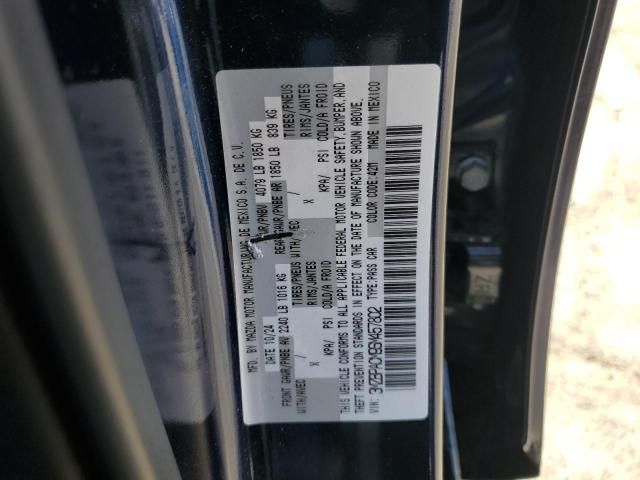 MFD. BY MAZDA MOTOR MANUFACTURING DE MEXICO S.A. DE C.V.
DATE 10/24 GVWR/PNBV 4079 LB 1850 KG
FRONT GAWR/PNBE AV 2240 LB 1016 KG REAR GAWR/PNBE AR 1850 LB 839 KG
WITH/AVEC TIRES/PNEUS WITH/AVEC TIRES/PNEUS
RIMS/JANTES RIMS/JANTES
X KPA/ PSI COLD/A FROID X KPA/ PSI COLD/A FROID
THIS VEHICLE CONFORMS TO ALL APPLICABLE FEDERAL MOTOR VEHICLE SAFETY, BUMPER, AND
THEFT PREVENTION STANDARDS IN EFFECT ON THE DATE OF MANUFACTURE SHOWN ABOVE.
TYPE:PASS CAR COLOR CODE:42M MADE IN MEXICO
VIN: